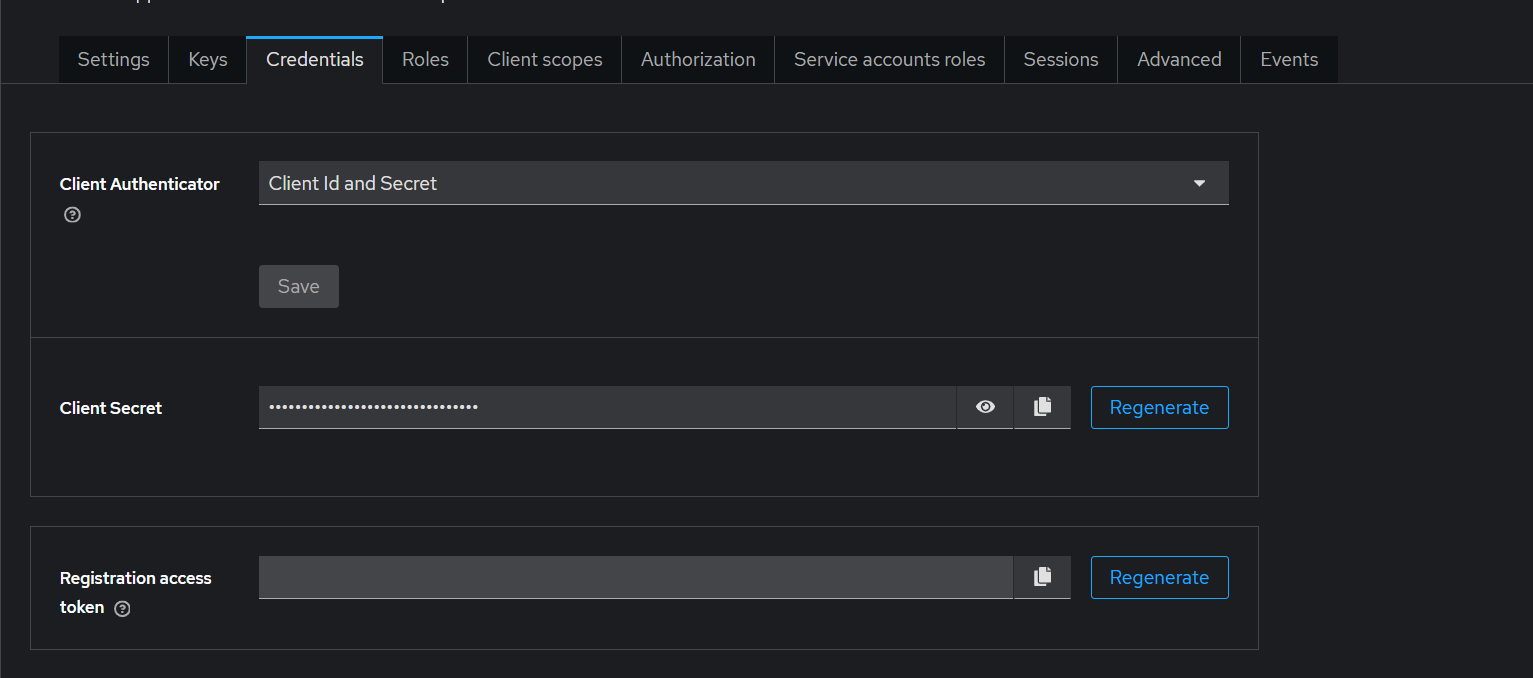 Settings Keys Credentials Roles Client scopes Authorization Service accounts roles Sessions Advanced Events
Client Authenticator
Client Id and Secret
Save
Client Secret
••••••••••••••••••••••••••••••••
Regenerate
Registration access
token
Regenerate